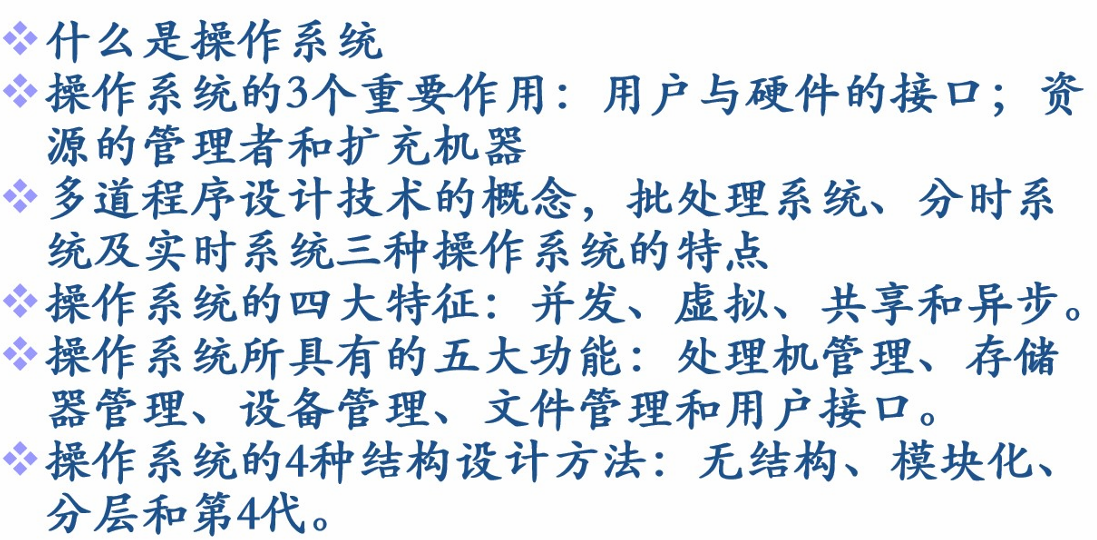 什么是操作系统
操作系统的3个重要作用：用户与硬件的接口；资
源的管理者和扩充机器
多道程序设计技术的概念，批处理系统、分时系
统及实时系统三种操作系统的特点
操作系统的四大特征：并发、虚拟、共享和异步。
操作系统所具有的五大功能：处理机管理、存储
器管理、设备管理、文件管理和用户接口。
操作系统的4种结构设计方法：无结构、模块化、
分层和第4代。